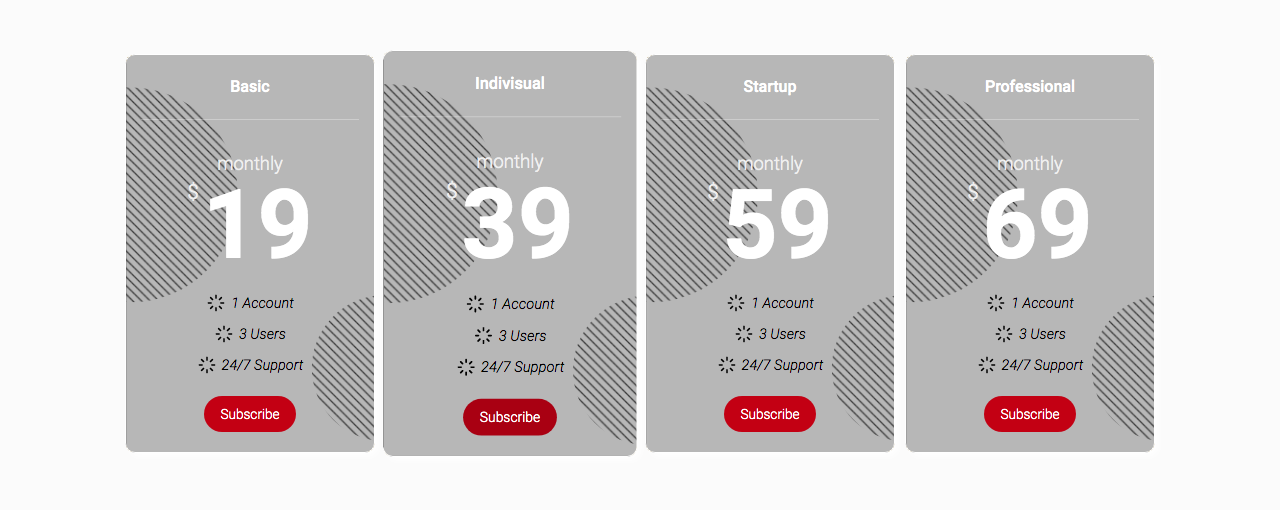 Basic
monthly
$19
1 Account
3 Users
24/7 Support
Subscribe
Indivisual
monthly
$39
1 Account
3 Users
24/7 Support
Subscribe
Startup
monthly
$59
1 Account
3 Users
24/7 Support
Subscribe
Professional
monthly
$69
1 Account
3 Users
24/7 Support
Subscribe